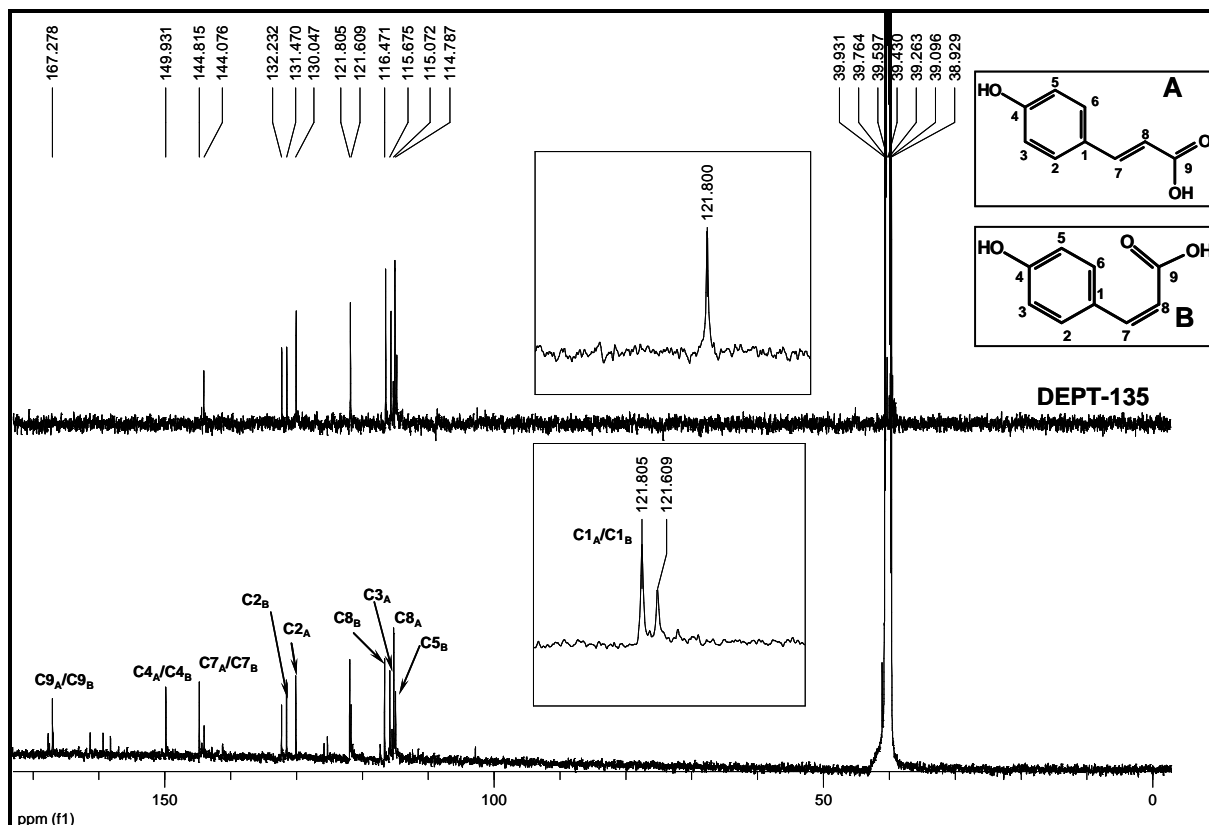 167.278
149.931
144.815
144.076
132.232
131.470
130.047
121.805
121.609
116.471
115.675
115.072
114.787
39.931
39.764
39.597
39.430
39.263
39.096
38.929
A
HO
5
6
4
3
2
1
8
7
9
O
OH
121.800
B
HO
5
6
4
3
2
1
7
8
9
O
OH
DEPT-135
121.805
121.609
C1A/C1B
C9A/C9B
C4A/C4B
C7A/C7B
C2B
C2A
C8B
C3A
C8A
C5B
150
100
50
0
ppm (f1)